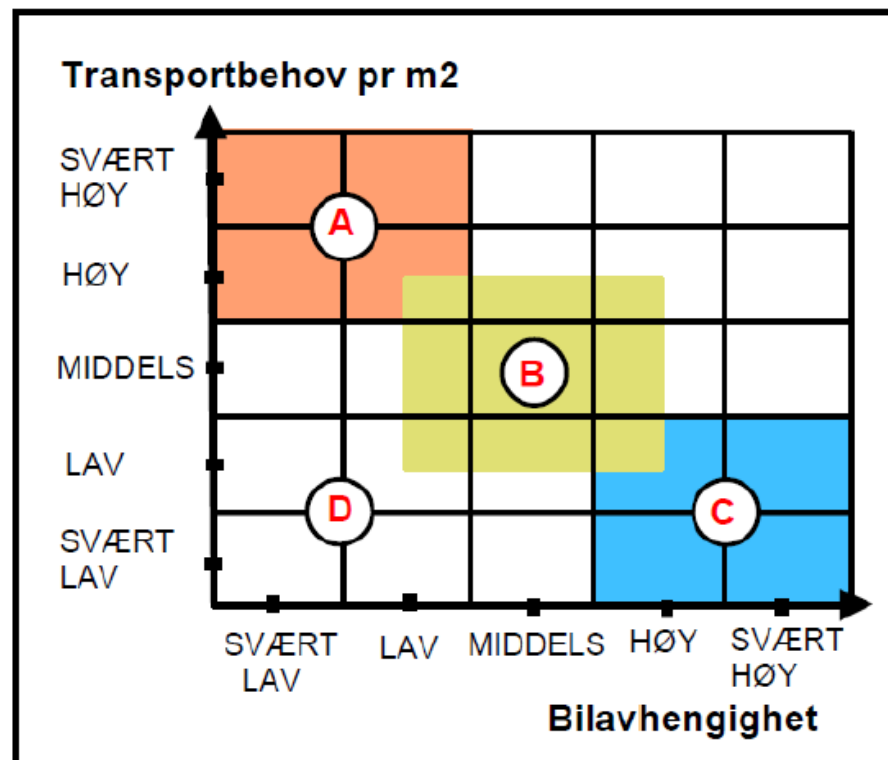 Transportbehov pr m2
SVÆRT
HØY
A
HØY
MIDDELS
B
LAV
D
C
SVÆRT
LAV
SVÆRT
LAV
LAV
MIDDELS
HØY
SVÆRT
HØY
Bilavhengighet